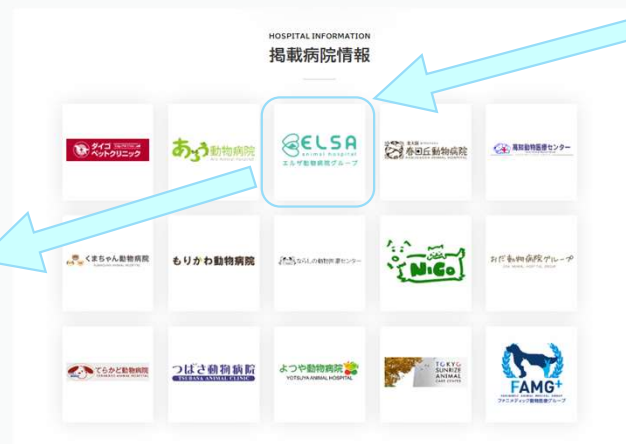 HOSPITAL INFORMATION
掲載病院情報
ダイゴ
ペットクリニック
あろう動物病院
ELSA
Animal Hospital
エルザ動物病院グループ
春日丘動物病院
高知動物医療センター
くまちゃん動物病院
もりかわ動物病院
ならしの動物医療センター
NiCo
おだ動物病院グループ
てらかど動物病院
つばさ動物病院
TSUBASA ANIMAL CLINIC
よつや動物病院
YOTSUYA ANIMAL HOSPITAL
TOKYO
SUNRIZE
ANIMAL
CARE CENTER
FAMG+
ファミメディック動物医療グループ